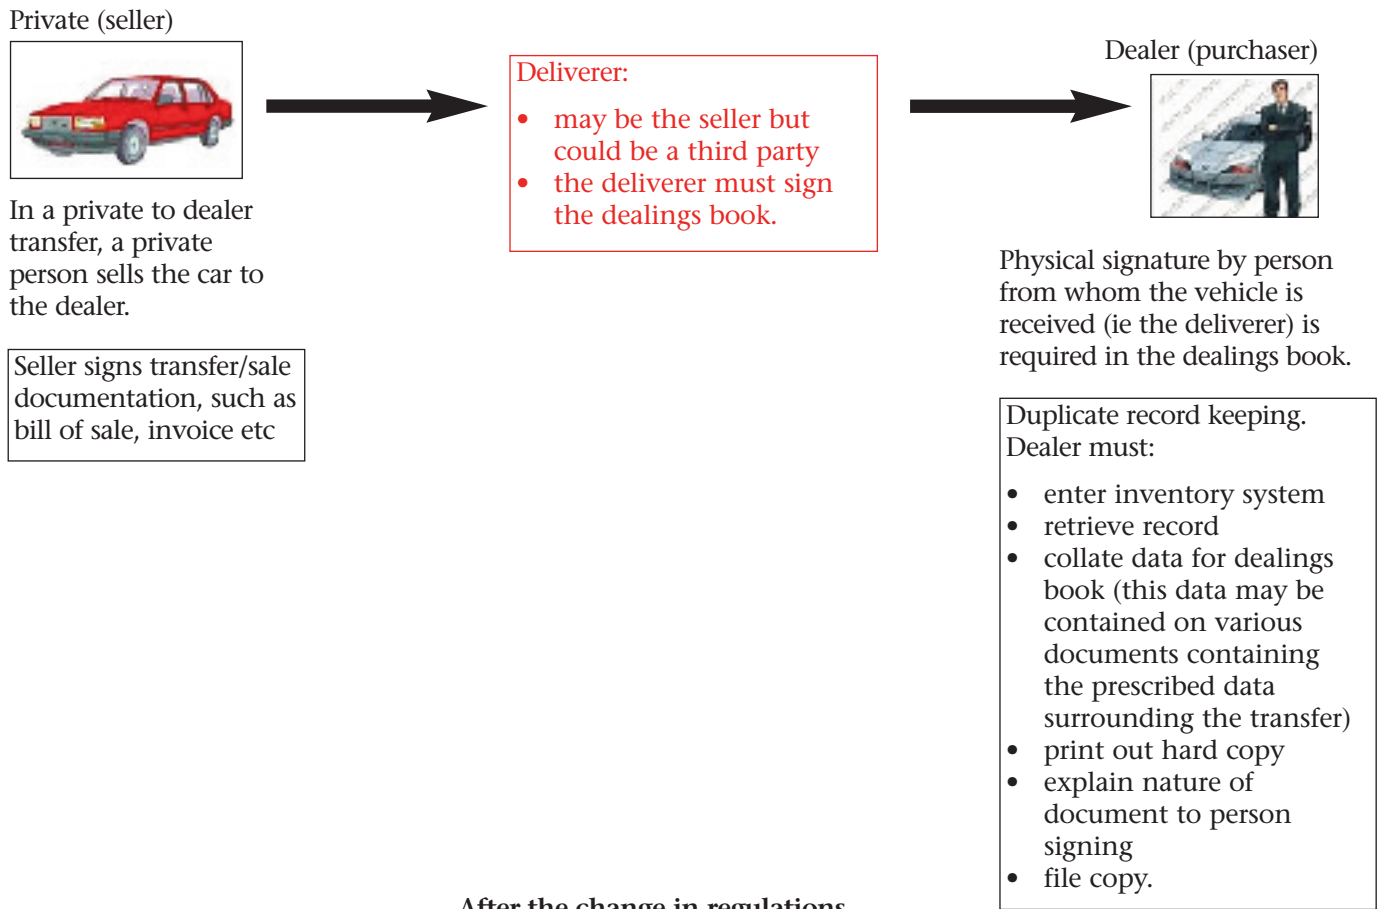 Private (seller)
In a private to dealer
transfer, a private
person sells the car to
the dealer.
Seller signs transfer/sale
documentation, such as
bill of sale, invoice etc
Deliverer:
• may be the seller but
could be a third party
• the deliverer must sign
the dealings book.
Dealer (purchaser)
Physical signature by person
from whom the vehicle is
received (ie the deliverer) is
required in the dealings book.
Duplicate record keeping.
Dealer must:
• enter inventory system
• retrieve record
• collate data for dealings
book (this data may be
contained on various
documents containing
the prescribed data
surrounding the transfer)
• print out hard copy
• explain nature of
document to person
signing
• file copy.
After the change in regulations